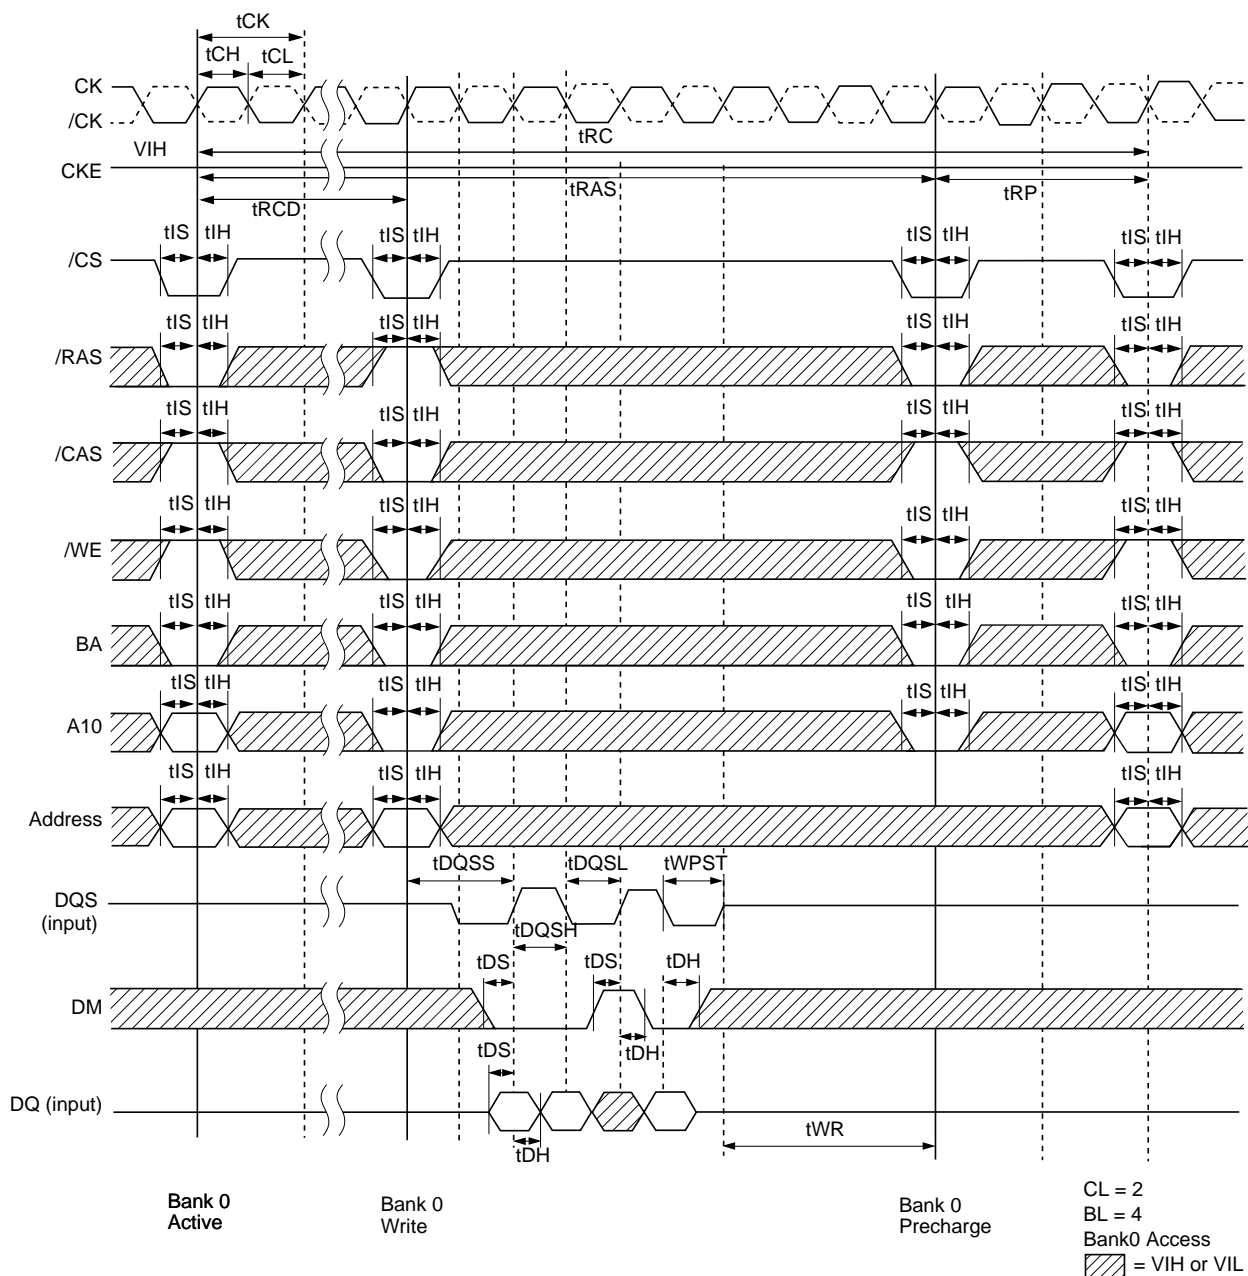 tCK
tCH tCL
CK
/CK
tRC
VIH
CKE
tRAS tRP
tRCD
tIS tIH tIS tIH tIS tIH tIS tIH
/CS
tIS tIH tIS tIH tIS tIH tIS tIH
/RAS
tIS tIH tIS tIH tIS tIH tIS tIH
/CAS
tIS tIH tIS tIH tIS tIH tIS tIH
/WE
tIS tIH tIS tIH tIS tIH tIS tIH
BA
tIS tIH tIS tIH tIS tIH tIS tIH
A10
tIS tIH tIS tIH tIS tIH
Address
tDQSS tDQSL tWPST
DQS
(input)
tDQSH
tDS tDS tDH
DM
tDS tDH
DQ (input)
tDH
tWR
Bank 0
Active
Bank 0
Write
Bank 0
Precharge
CL = 2
BL = 4
Bank0 Access
= VIH or VIL